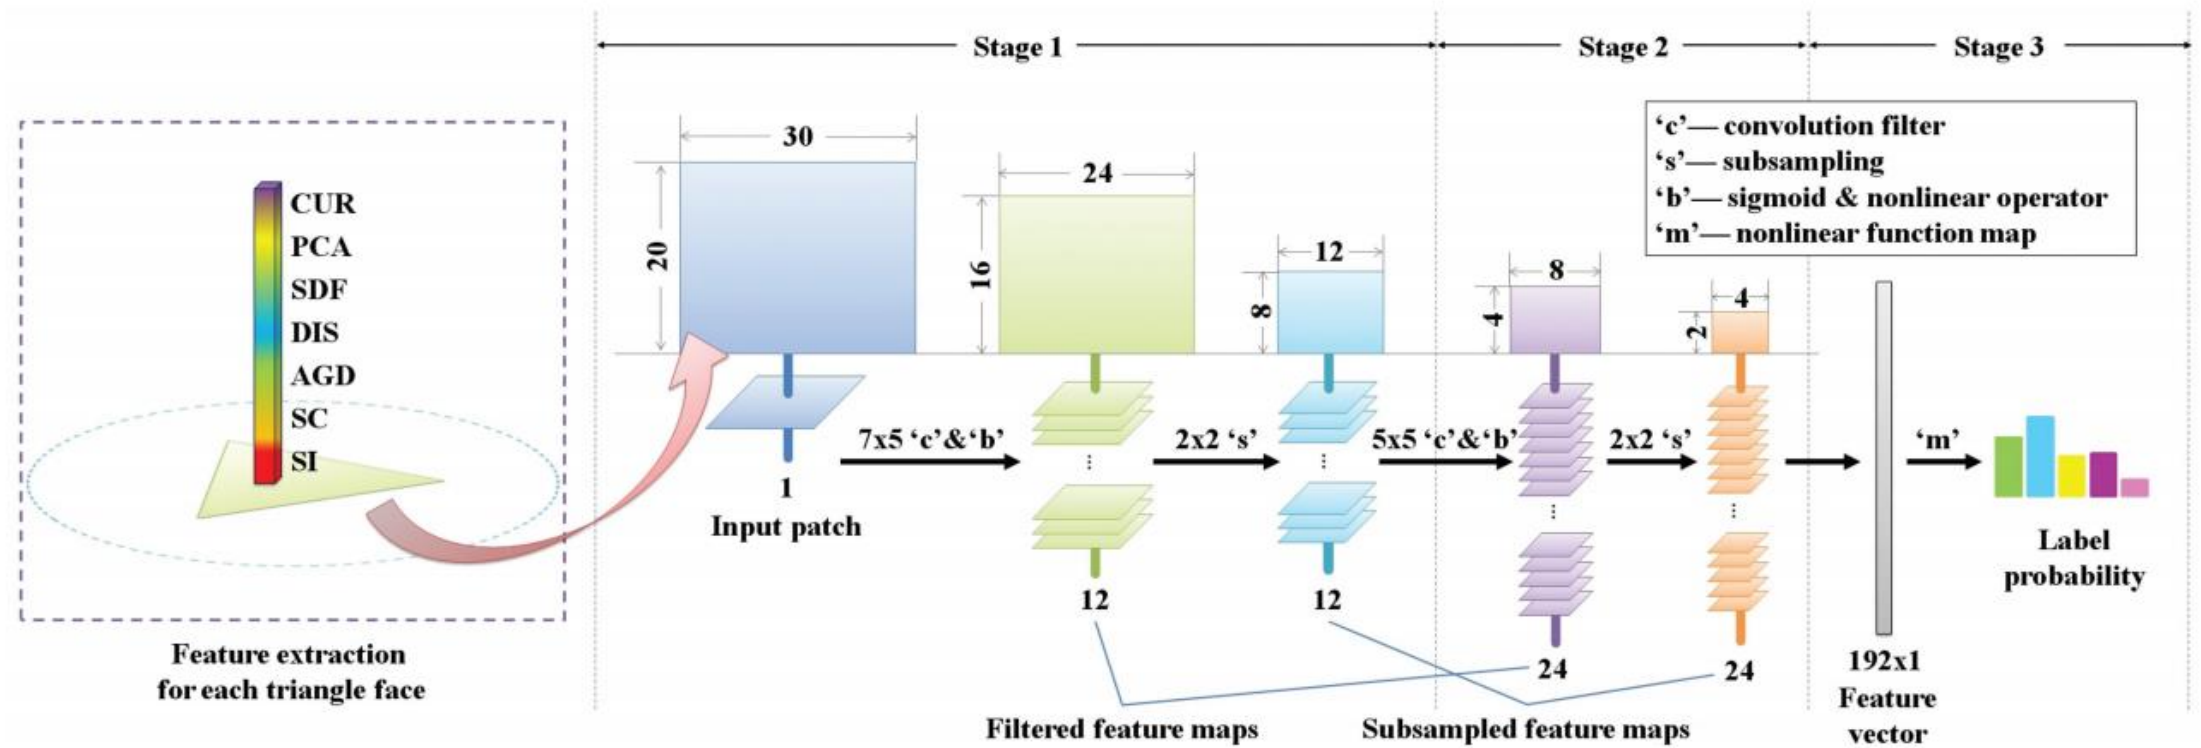 Stage 1
Stage 2
Stage 3
‘c’— convolution filter
‘s’— subsampling
‘b’— sigmoid & nonlinear operator
‘m’— nonlinear function map
CUR
PCA
SDF
DIS
AGD
SC
SI
Feature extraction
for each triangle face
30
20
1
Input patch
7x5 ‘c’&‘b’
24
16
12
2x2 ‘s’
12
8
12
5x5 ‘c’&‘b’
8
4
24
2x2 ‘s’
4
2
24
Filtered feature maps
Subsampled feature maps
192x1
Feature
vector
‘m’
Label
probability